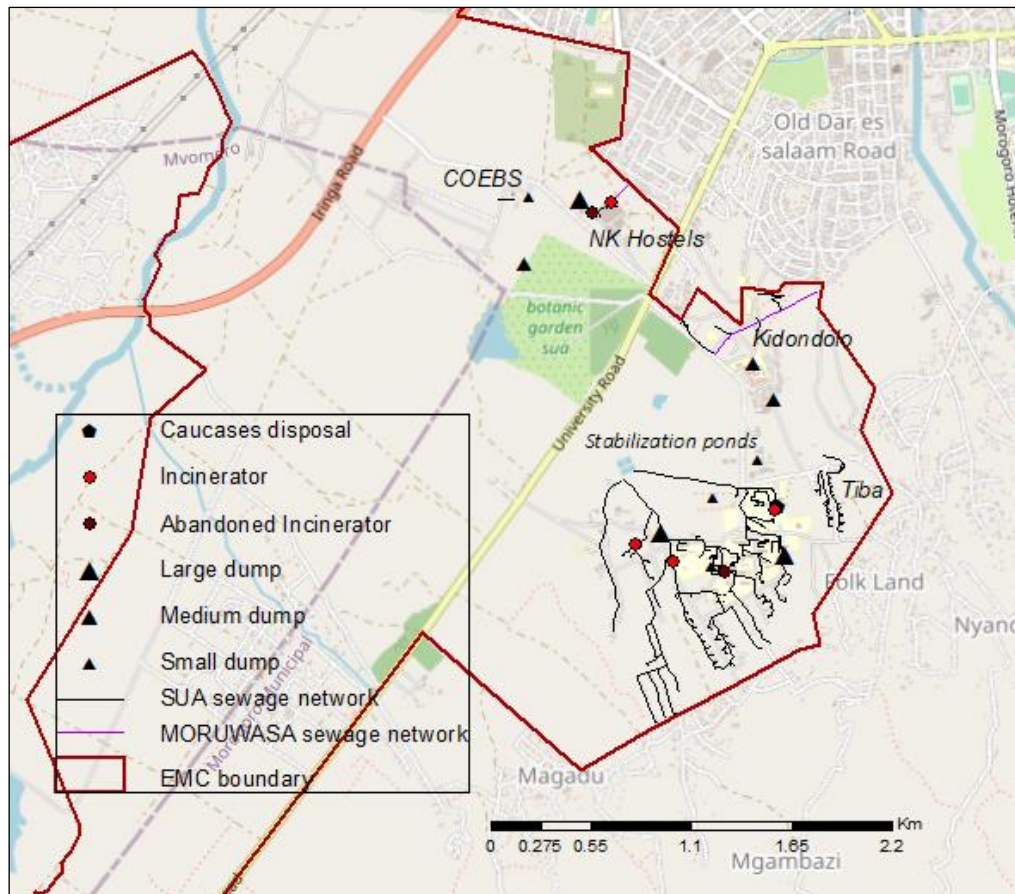 Old Dar es
salaam Road
Morogoro Hote
Mvomero
Iringa Road
COEBS
NK Hostels
botanic
garden
sua
19
Kidondolo
University Road
Stabilization ponds
Tiba
Folk Land
Nyand
Caucases disposal
Incinerator
Abandoned Incinerator
Large dump
Medium dump
Small dump
SUA sewage network
MORUWASA sewage network
EMC boundary
Morogoro Municipal
Magadu
Mgambazi
Km
0 0.275 0.55 1.1 1.65 2.2